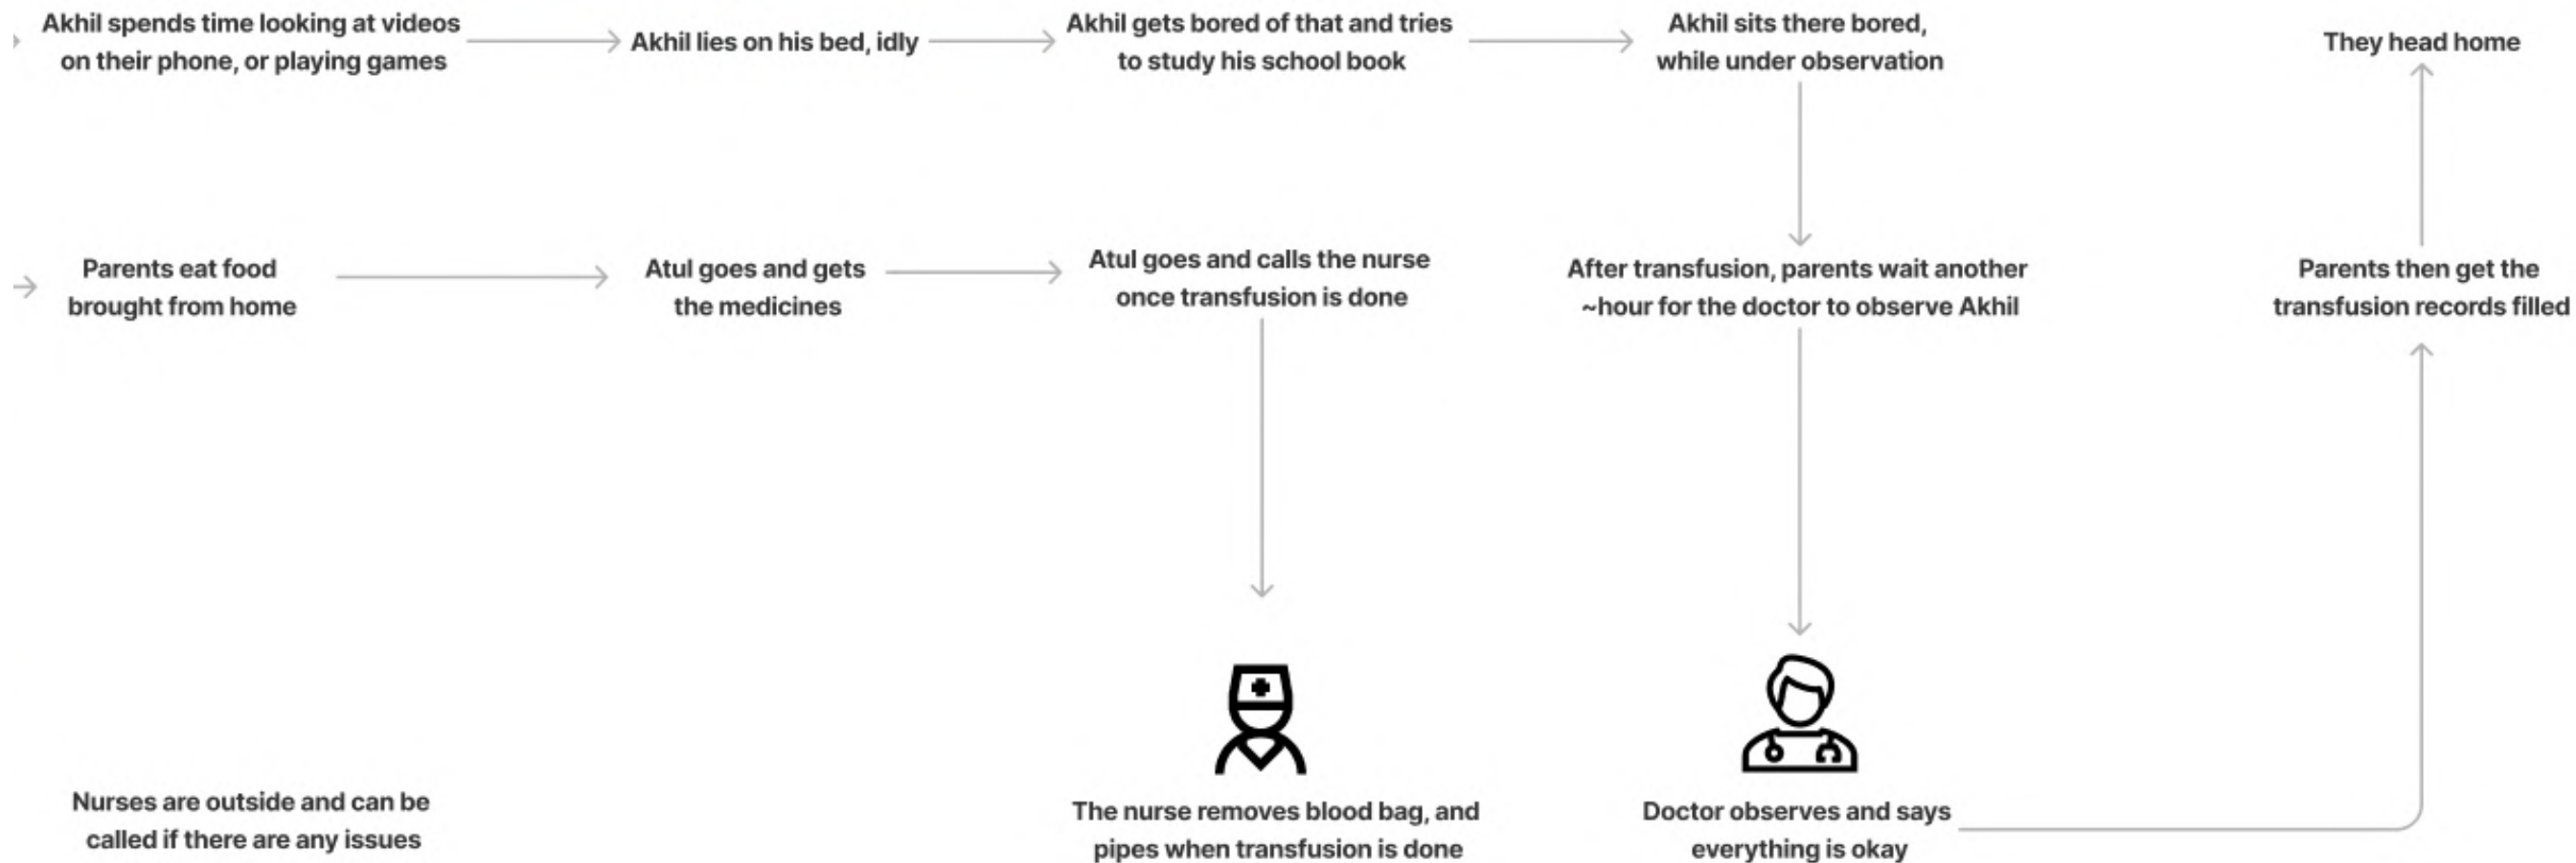 Akhil spends time looking at videos
on their phone, or playing games
Akhil lies on his bed, idly
Akhil gets bored of that and tries
to study his school book
Akhil sits there bored,
while under observation
They head home
Parents eat food
brought from home
Atul goes and gets
the medicines
Atul goes and calls the nurse
once transfusion is done
After transfusion, parents wait another
~hour for the doctor to observe Akhil
Parents then get the
transfusion records filled
Nurses are outside and can be
called if there are any issues
The nurse removes blood bag, and
pipes when transfusion is done
Doctor observes and says
everything is okay